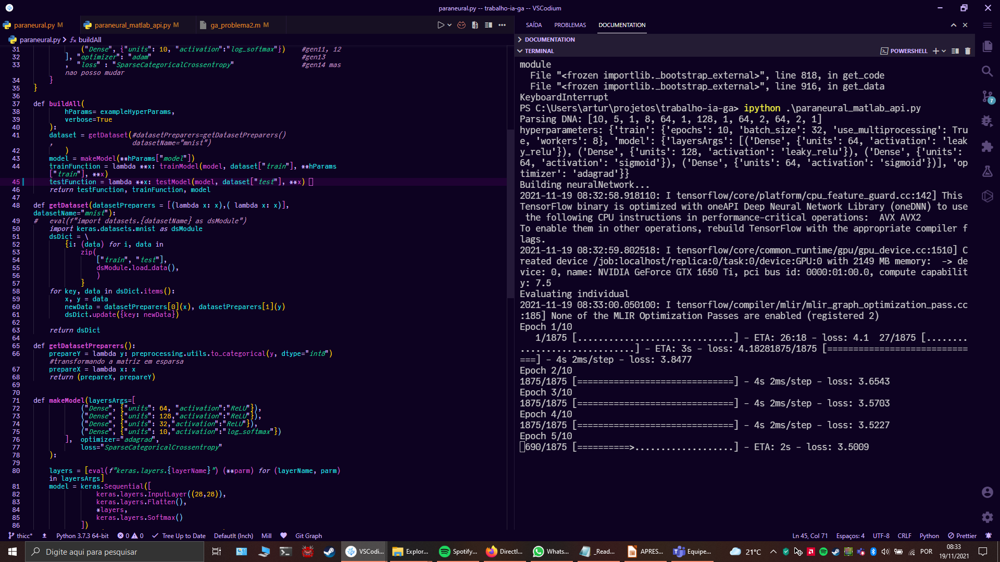 paraneural.py -- trabalho-ia-ga -- VSCodium
paraneural.py M
paraneural_matlab_api.py M
ga_problema2.m M
SAÍDA PROBLEMAS DOCUMENTATION
paraneural.py > buildAll
DOCUMENTATION
TERMINAL
POWERSHELL
31 ("Dense", {"units": 10, "activation":"log_softmax"}) #gen11, 12
32 ], "optimizer": "adam" #gen13
33 , "loss" : "SparseCategoricalCrossentropy" #gen14 mas
nao posso mudar
34 }
35 }
36
37 def buildAll(
38 hParams= exampleHyperParams,
39 verbose=True
40 ):
41 dataset = getDataset(#datasetPreparers=getDatasetPreparers()
, datasetName="mnist")
42 )
43 model = makeModel(**hParams["model"])
44 trainFunction = lambda **x: trainModel(model, dataset["train"], **hParams
["train"], **x)
45 testFunction = lambda **x: testModel(model, dataset["test"], **x)
46 return testFunction, trainFunction, model
47
48 def getDataset(datasetPreparers = [(lambda x: x),( lambda x: x)],
datasetName="mnist"):
49 # eval(f"import datasets.{datasetName} as dsModule")
50 import keras.datasets.mnist as dsModule
51 dsDict = \
52 {i: (data) for i, data in
53 zip(
54 ["train", "test"],
55 dsModule.load_data(),
56 )
57 }
58 for key, data in dsDict.items():
59 x, y = data
60 newData = datasetPreparers[0](x), datasetPreparers[1](y)
61 dsDict.update({key: newData})
62
63 return dsDict
64
65 def getDatasetPreparers():
66 prepareY = lambda y: preprocessing.utils.to_categorical(y, dtype="int8")
#transformando a matriz em esparsa
67 prepareX = lambda x: x
68 return (prepareX, prepareY)
69
70
71 def makeModel(layersArgs=[
72 ("Dense", {"units": 64, "activation":"ReLU"}),
73 ("Dense", {"units": 128,"activation":"ReLU"}),
74 ("Dense", {"units": 32,"activation":"ReLU"}),
75 ("Dense", {"units": 10,"activation":"log_softmax"})
76 ], optimizer="adagrad",
77 loss="SparseCategoricalCrossentropy"
78 ):
79
80 layers = [eval(f"keras.layers.{layerName}") (**parm) for (layerName, parm)
in layersArgs]
81 model = keras.Sequential([
82 keras.layers.InputLayer((28,28)),
83 keras.layers.Flatten(),
84 *layers,
85 keras.layers.Softmax()
86 ])
module
File "<frozen importlib._bootstrap_external>", line 818, in get_code
File "<frozen importlib._bootstrap_external>", line 916, in get_data
KeyboardInterrupt
PS C:\Users\artur\projetos\trabalho-ia-ga> ipython .\paraneural_matlab_api.py
Parsing DNA: [10, 5, 1, 8, 64, 1, 128, 1, 64, 2, 64, 2, 1]
hyperparameters: {'train': {'epochs': 10, 'batch_size': 32, 'use_multiprocessing': Tru
e, 'workers': 8}, 'model': {'layersArgs': [('Dense', {'units': 64, 'activation': 'leak
y_relu'}), ('Dense', {'units': 128, 'activation': 'leaky_relu'}), ('Dense', {'units':
64, 'activation': 'sigmoid'}), ('Dense', {'units': 64, 'activation': 'sigmoid'})], 'op
timizer': 'adagrad'}}
Building neuralNetwork...
2021-11-19 08:32:58.918110: I tensorflow/core/platform/cpu_feature_guard.cc:142] This
TensorFlow binary is optimized with oneAPI Deep Neural Network Library (oneDNN) to use
the following CPU instructions in performance-critical operations:  AVX AVX2
To enable them in other operations, rebuild TensorFlow with the appropriate compiler f
lags.
2021-11-19 08:32:59.802518: I tensorflow/core/common_runtime/gpu/gpu_device.cc:1510] C
reated device /job:localhost/replica:0/task:0/device:GPU:0 with 2149 MB memory:  -> de
vice: 0, name: NVIDIA GeForce GTX 1650 Ti, pci bus id: 0000:01:00.0, compute capabilit
y: 7.5
Evaluating individual
2021-11-19 08:33:00.050100: I tensorflow/compiler/mlir/mlir_graph_optimization_pass.cc
:185] None of the MLIR Optimization Passes are enabled (registered 2)
Epoch 1/10
1/1875 [..............................] - ETA: 26:18 - loss: 4.1  27/1875 [........
......................] - ETA: 3s - loss: 4.18281875/1875 [===========================
===] - 4s 2ms/step - loss: 3.8477
Epoch 2/10
1875/1875 [==============================] - 4s 2ms/step - loss: 3.6543
Epoch 3/10
1875/1875 [==============================] - 4s 2ms/step - loss: 3.5703
Epoch 4/10
1875/1875 [==============================] - 4s 2ms/step - loss: 3.5227
Epoch 5/10
690/1875 [==========>...................] - ETA: 2s - loss: 3.5009
7
thicc* Python 3.7.3 64-bit 0 0 Tree Up to Date Defautlt (Inch) Mill Git Graph
Ln 45, Col 71 Espaços: 4 UTF-8 CRLF Python Prettier
Digite aqui para pesquisar
VSCodi... Explor... Spotify... Directl... Whats... _Read... APRES... Equipe...
21°C POR 08:33
19/11/2021